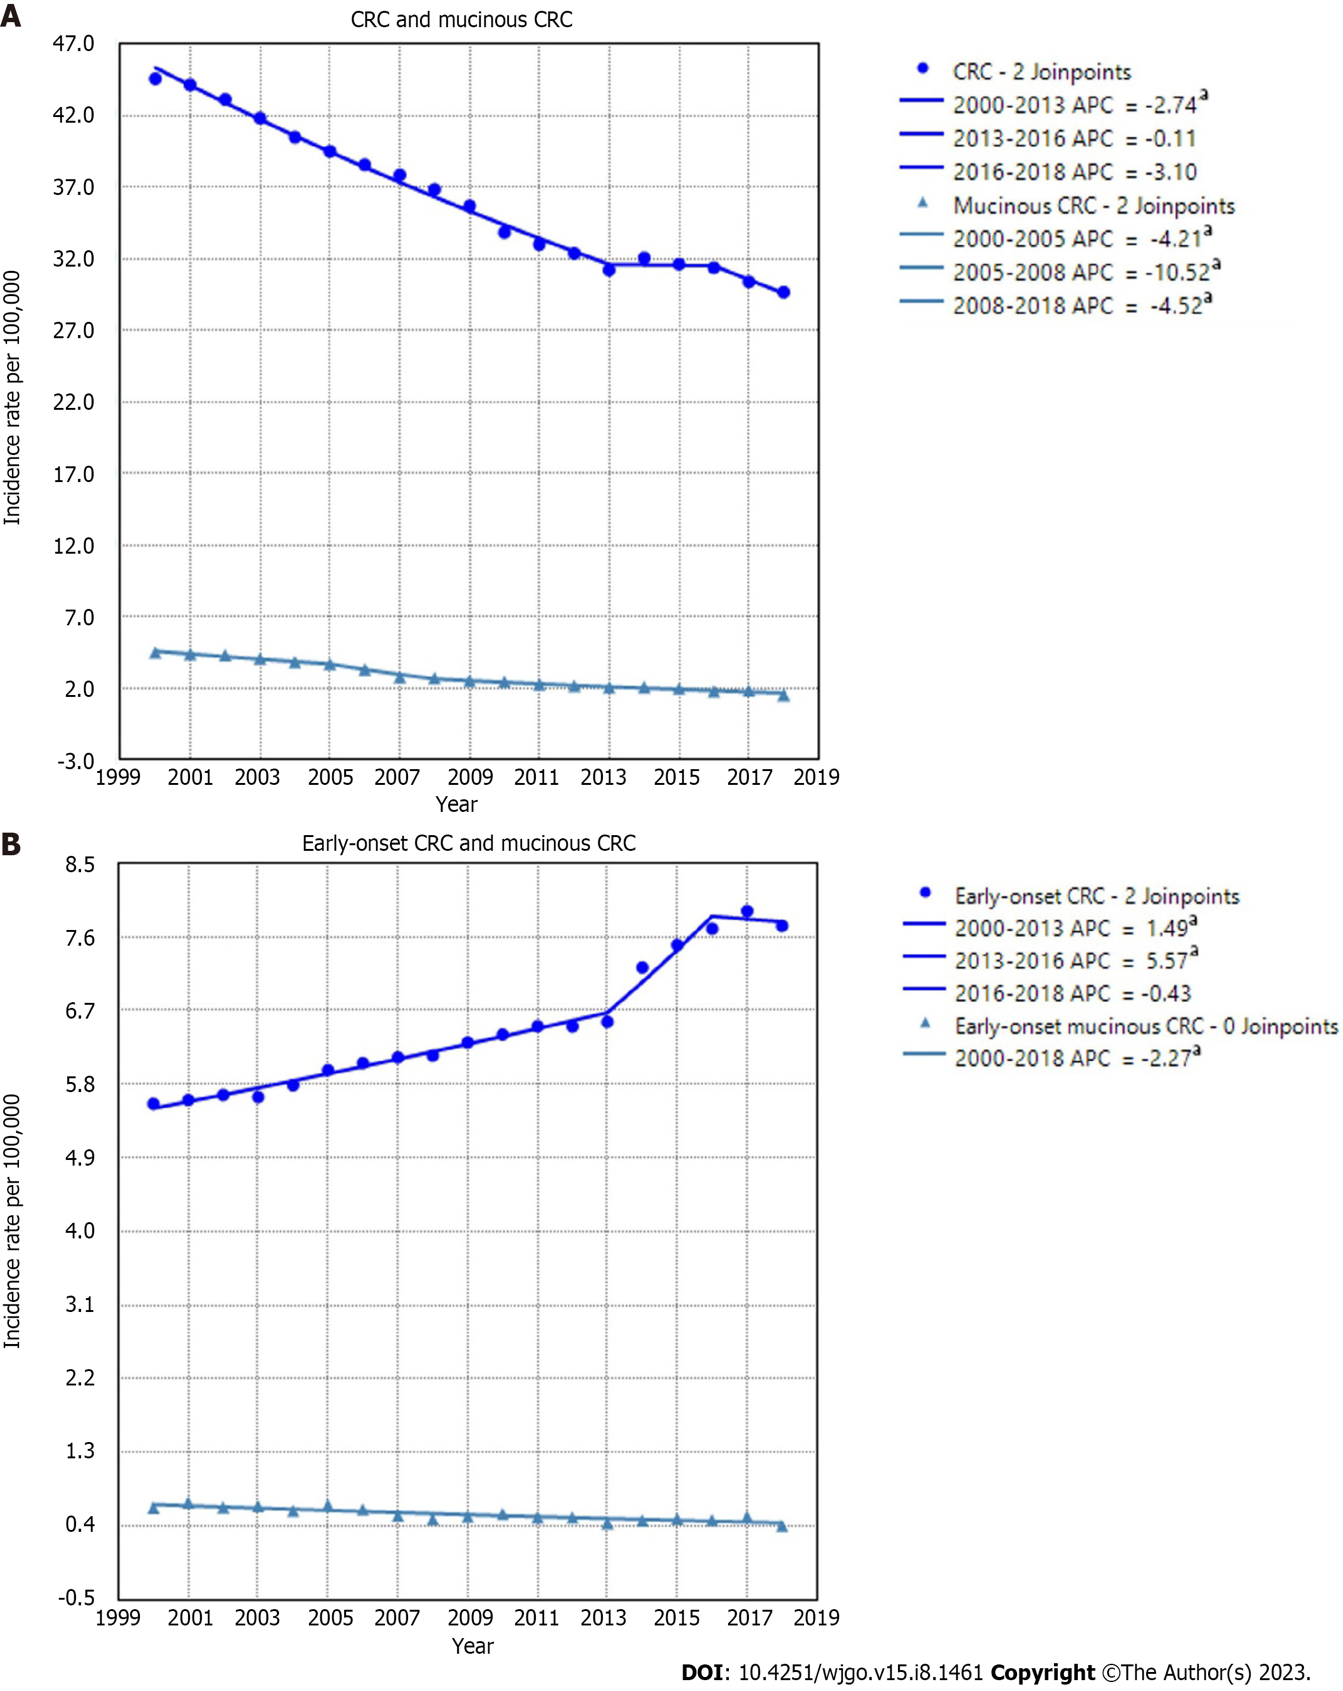 A
CRC and mucinous CRC
47.0
42.0
37.0
32.0
27.0
22.0
17.0
12.0
7.0
2.0
-3.0
Incidence rate per 100,000
1999 2001 2003 2005 2007 2009 2011 2013 2015 2017 2019
Year
CRC - 2 Joinpoints
2000-2013 APC = -2.74a
2013-2016 APC = -0.11
2016-2018 APC = -3.10
Mucinous CRC - 2 Joinpoints
2000-2005 APC = -4.21a
2005-2008 APC = -10.52a
2008-2018 APC = -4.52a
B
Early-onset CRC and mucinous CRC
8.5
7.6
6.7
5.8
4.9
4.0
3.1
2.2
1.3
0.4
-0.5
Incidence rate per 100,000
1999 2001 2003 2005 2007 2009 2011 2013 2015 2017 2019
Year
Early-onset CRC - 2 Joinpoints
2000-2013 APC = 1.49a
2013-2016 APC = 5.57a
2016-2018 APC = -0.43
Early-onset mucinous CRC - 0 Joinpoints
2000-2018 APC = -2.27a
DOI: 10.4251/wjgo.v15.i8.1461 Copyright ©The Author(s) 2023.